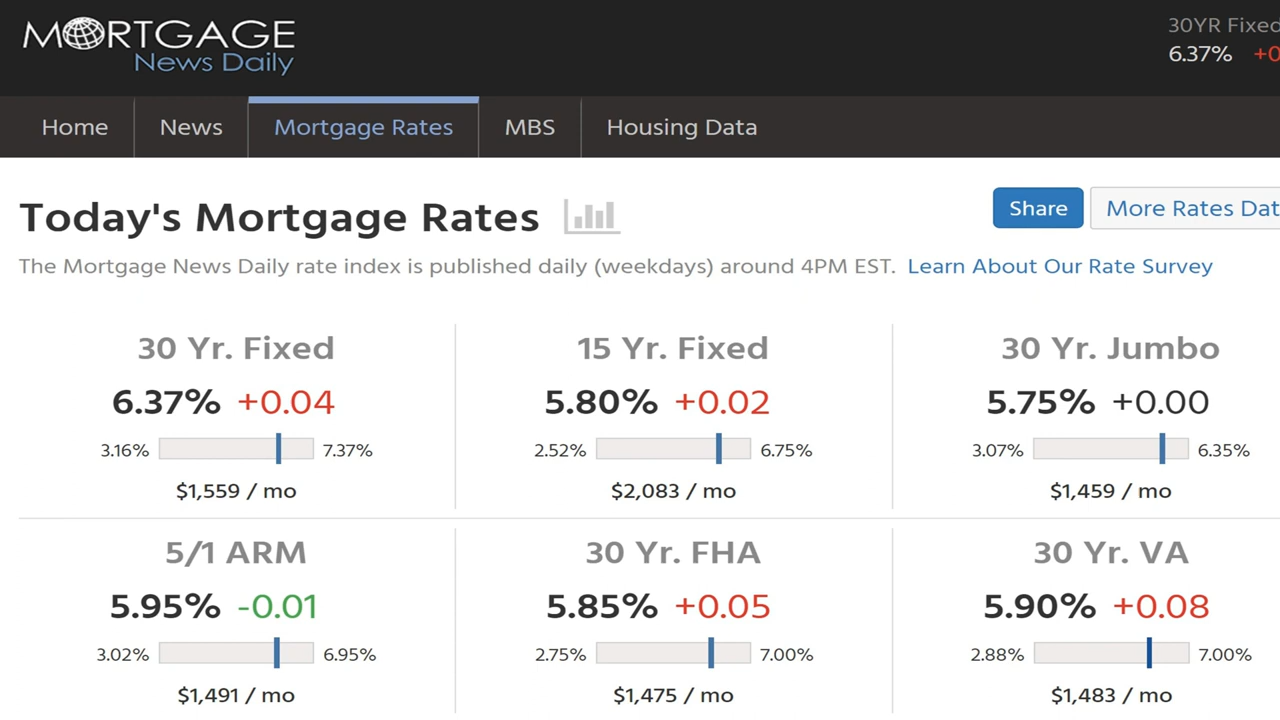 MORTGAGE
News Daily
30YR Fixed
6.37% +0
Home News Mortgage Rates MBS Housing Data
Today's Mortgage Rates
Share More Rates Dat
The Mortgage News Daily rate index is published daily (weekdays) around 4PM EST. Learn About Our Rate Survey
30 Yr. Fixed
6.37% +0.04
3.16% 7.37%
$1,559 / mo
15 Yr. Fixed
5.80% +0.02
2.52% 6.75%
$2,083 / mo
30 Yr. Jumbo
5.75% +0.00
3.07% 6.35%
$1,459 / mo
5/1 ARM
5.95% -0.01
3.02% 6.95%
$1,491 / mo
30 Yr. FHA
5.85% +0.05
2.75% 7.00%
$1,475 / mo
30 Yr. VA
5.90% +0.08
2.88% 7.00%
$1,483 / mo